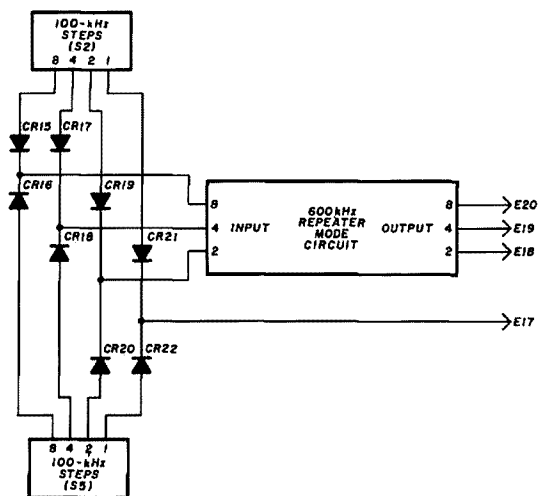 100-kHz
STEPS
(S2)
8 4 2 1
CR15 CR17
CR16 CR19
CR18 CR21
CR20 CR22
8
4 INPUT
2
600kHz
REPEATER
MODE
CIRCUIT
8
OUTPUT 4
2
E20
E19
E18
E17
8 4 2 1
100-kHz
STEPS
(S5)